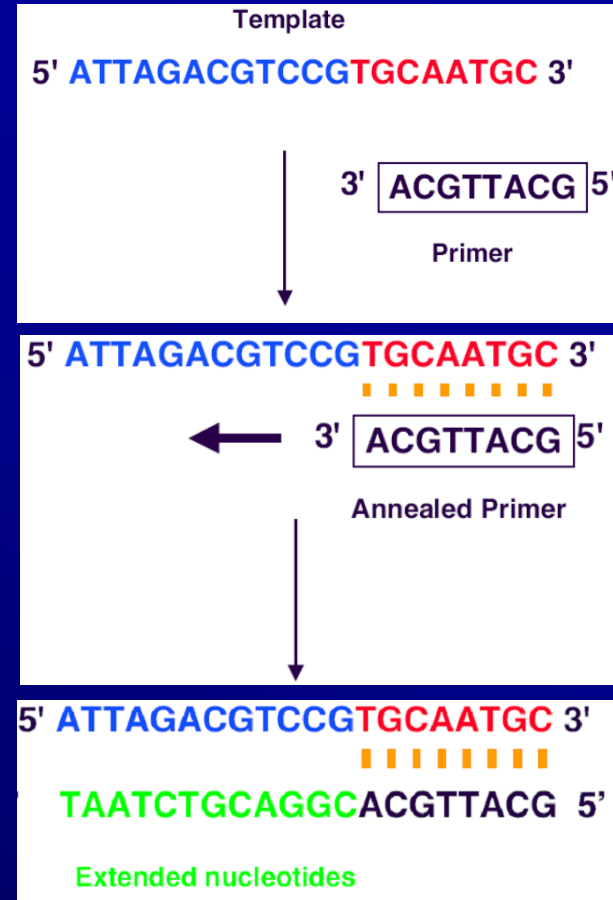 Template
5' ATTAGACGTCCGTGCAATGC 3'
3' ACGTTACG 5'
Primer
5' ATTAGACGTCCGTGCAATGC 3'
3' ACGTTACG 5'
Annealed Primer
5' ATTAGACGTCCGTGCAATGC 3'
' TAATCTGCAGGCACGTTACG 5’
Extended nucleotides